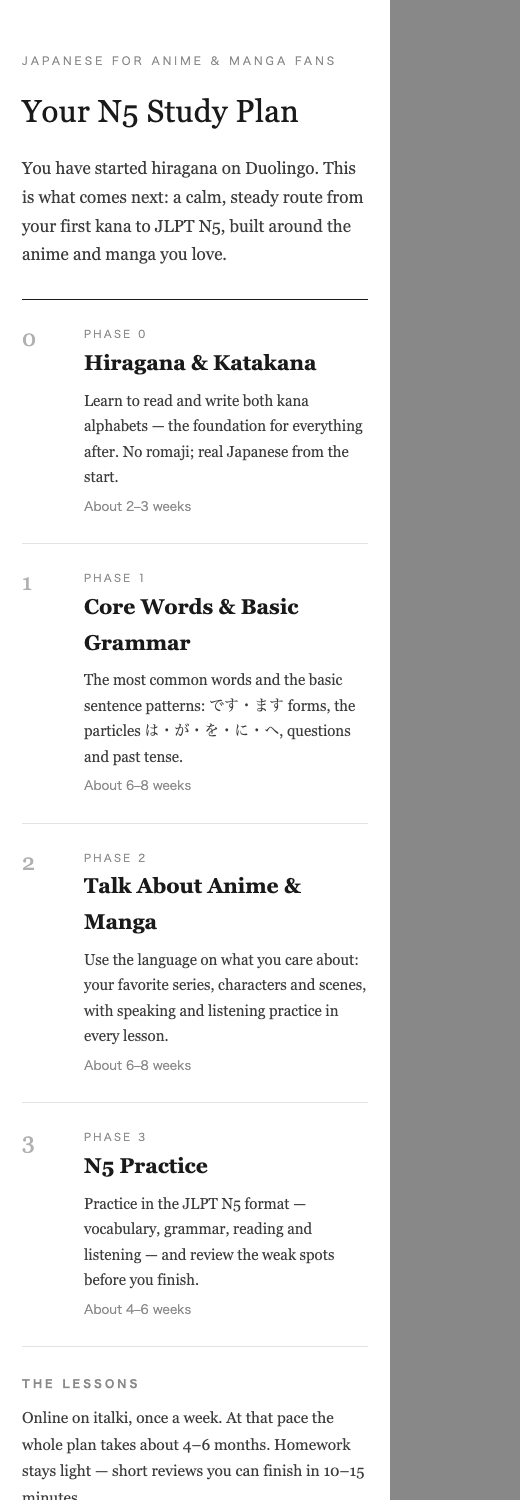 JAPANESE FOR ANIME & MANGA FANS
Your N5 Study Plan
You have started hiragana on Duolingo. This
is what comes next: a calm, steady route from
your first kana to JLPT N5, built around the
anime and manga you love.
0
PHASE 0
Hiragana & Katakana
Learn to read and write both kana
alphabets — the foundation for everything
after. No romaji; real Japanese from the
start.
About 2–3 weeks
1
PHASE 1
Core Words & Basic
Grammar
The most common words and the basic
sentence patterns: です・ます forms, the
particles は・が・を・に・へ, questions
and past tense.
About 6–8 weeks
2
PHASE 2
Talk About Anime &
Manga
Use the language on what you care about:
your favorite series, characters and scenes,
with speaking and listening practice in
every lesson.
About 6–8 weeks
3
PHASE 3
N5 Practice
Practice in the JLPT N5 format —
vocabulary, grammar, reading and
listening — and review the weak spots
before you finish.
About 4–6 weeks
THE LESSONS
Online on italki, once a week. At that pace the
whole plan takes about 4–6 months. Homework
stays light — short reviews you can finish in 10–15
minutes.